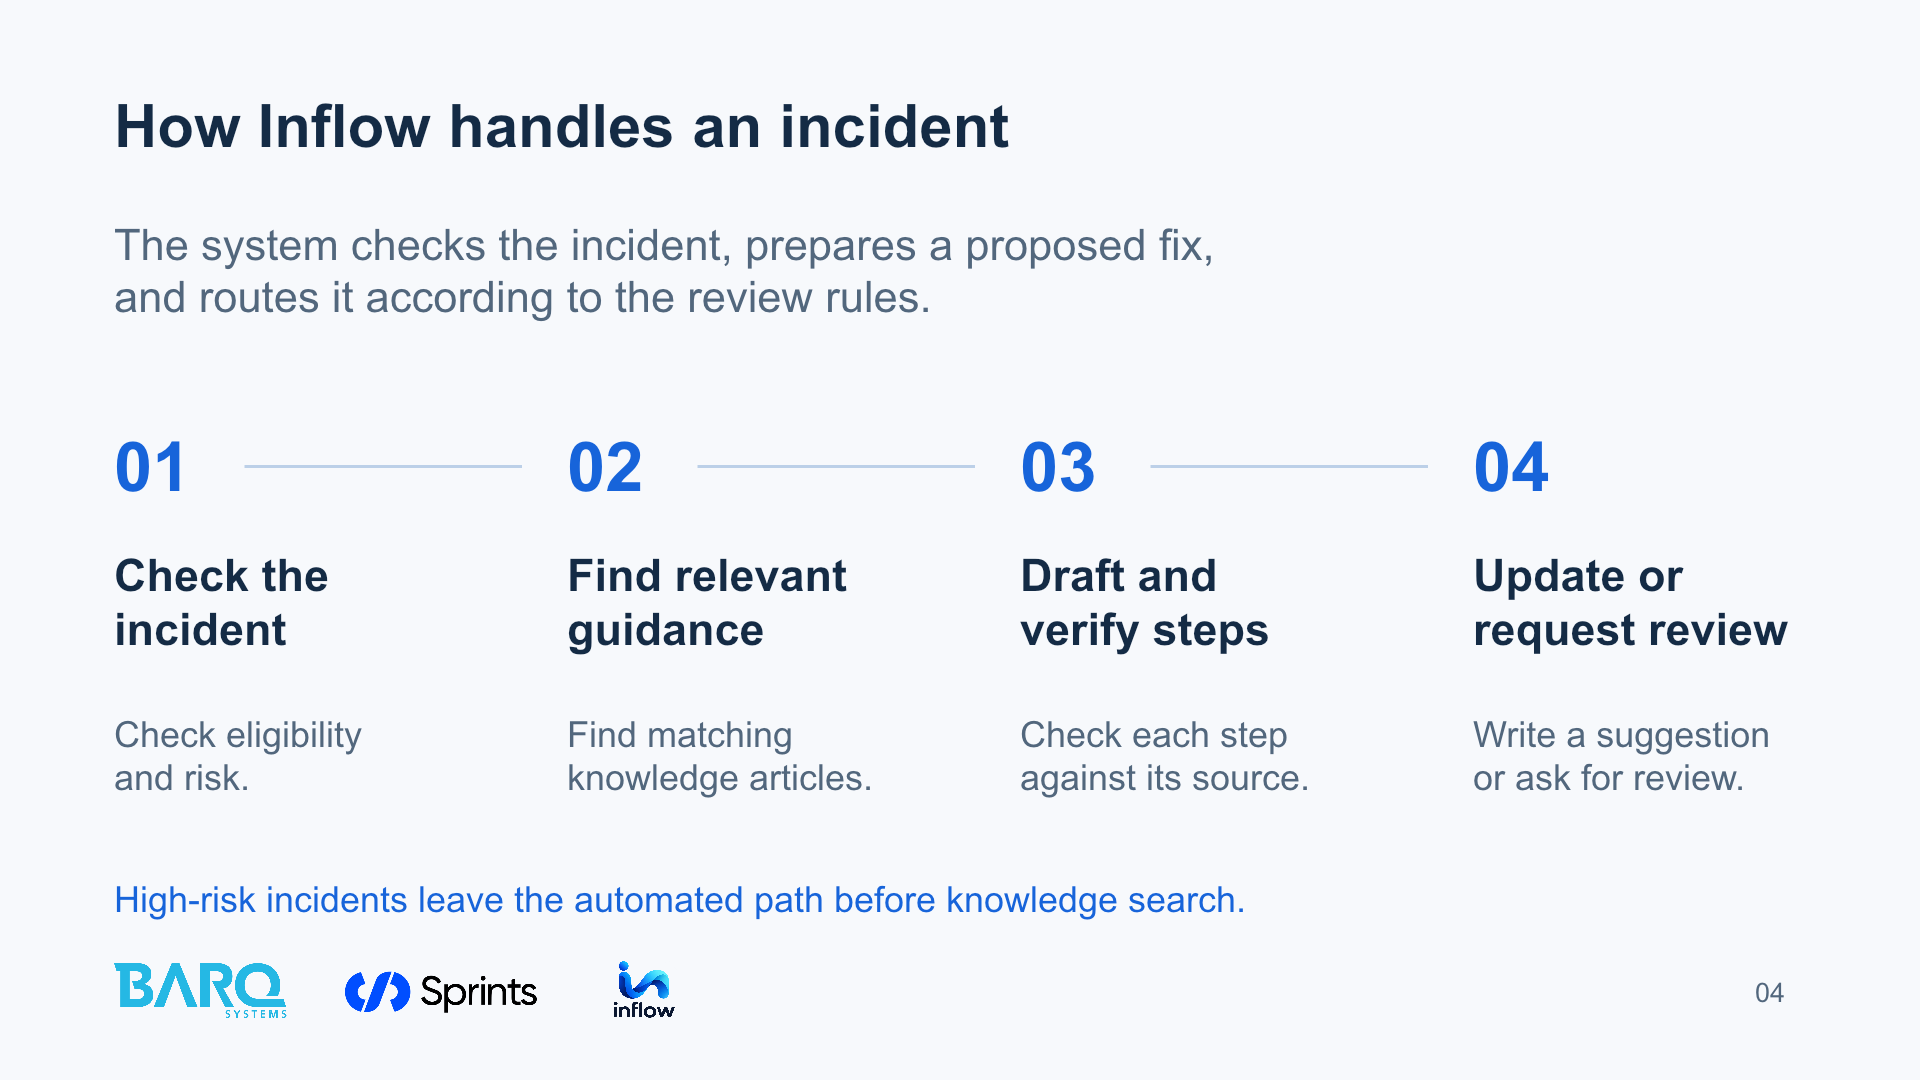 How Inflow handles an incident
The system checks the incident, prepares a proposed fix,
and routes it according to the review rules.
01
02
03
04
Check the
incident
Find relevant
guidance
Draft and
verify steps
Update or
request review
Check eligibility
and risk.
Find matching
knowledge articles.
Check each step
against its source.
Write a suggestion
or ask for review.
High-risk incidents leave the automated path before knowledge search.
BARQ
SYSTEMS
Sprints
inflow
04